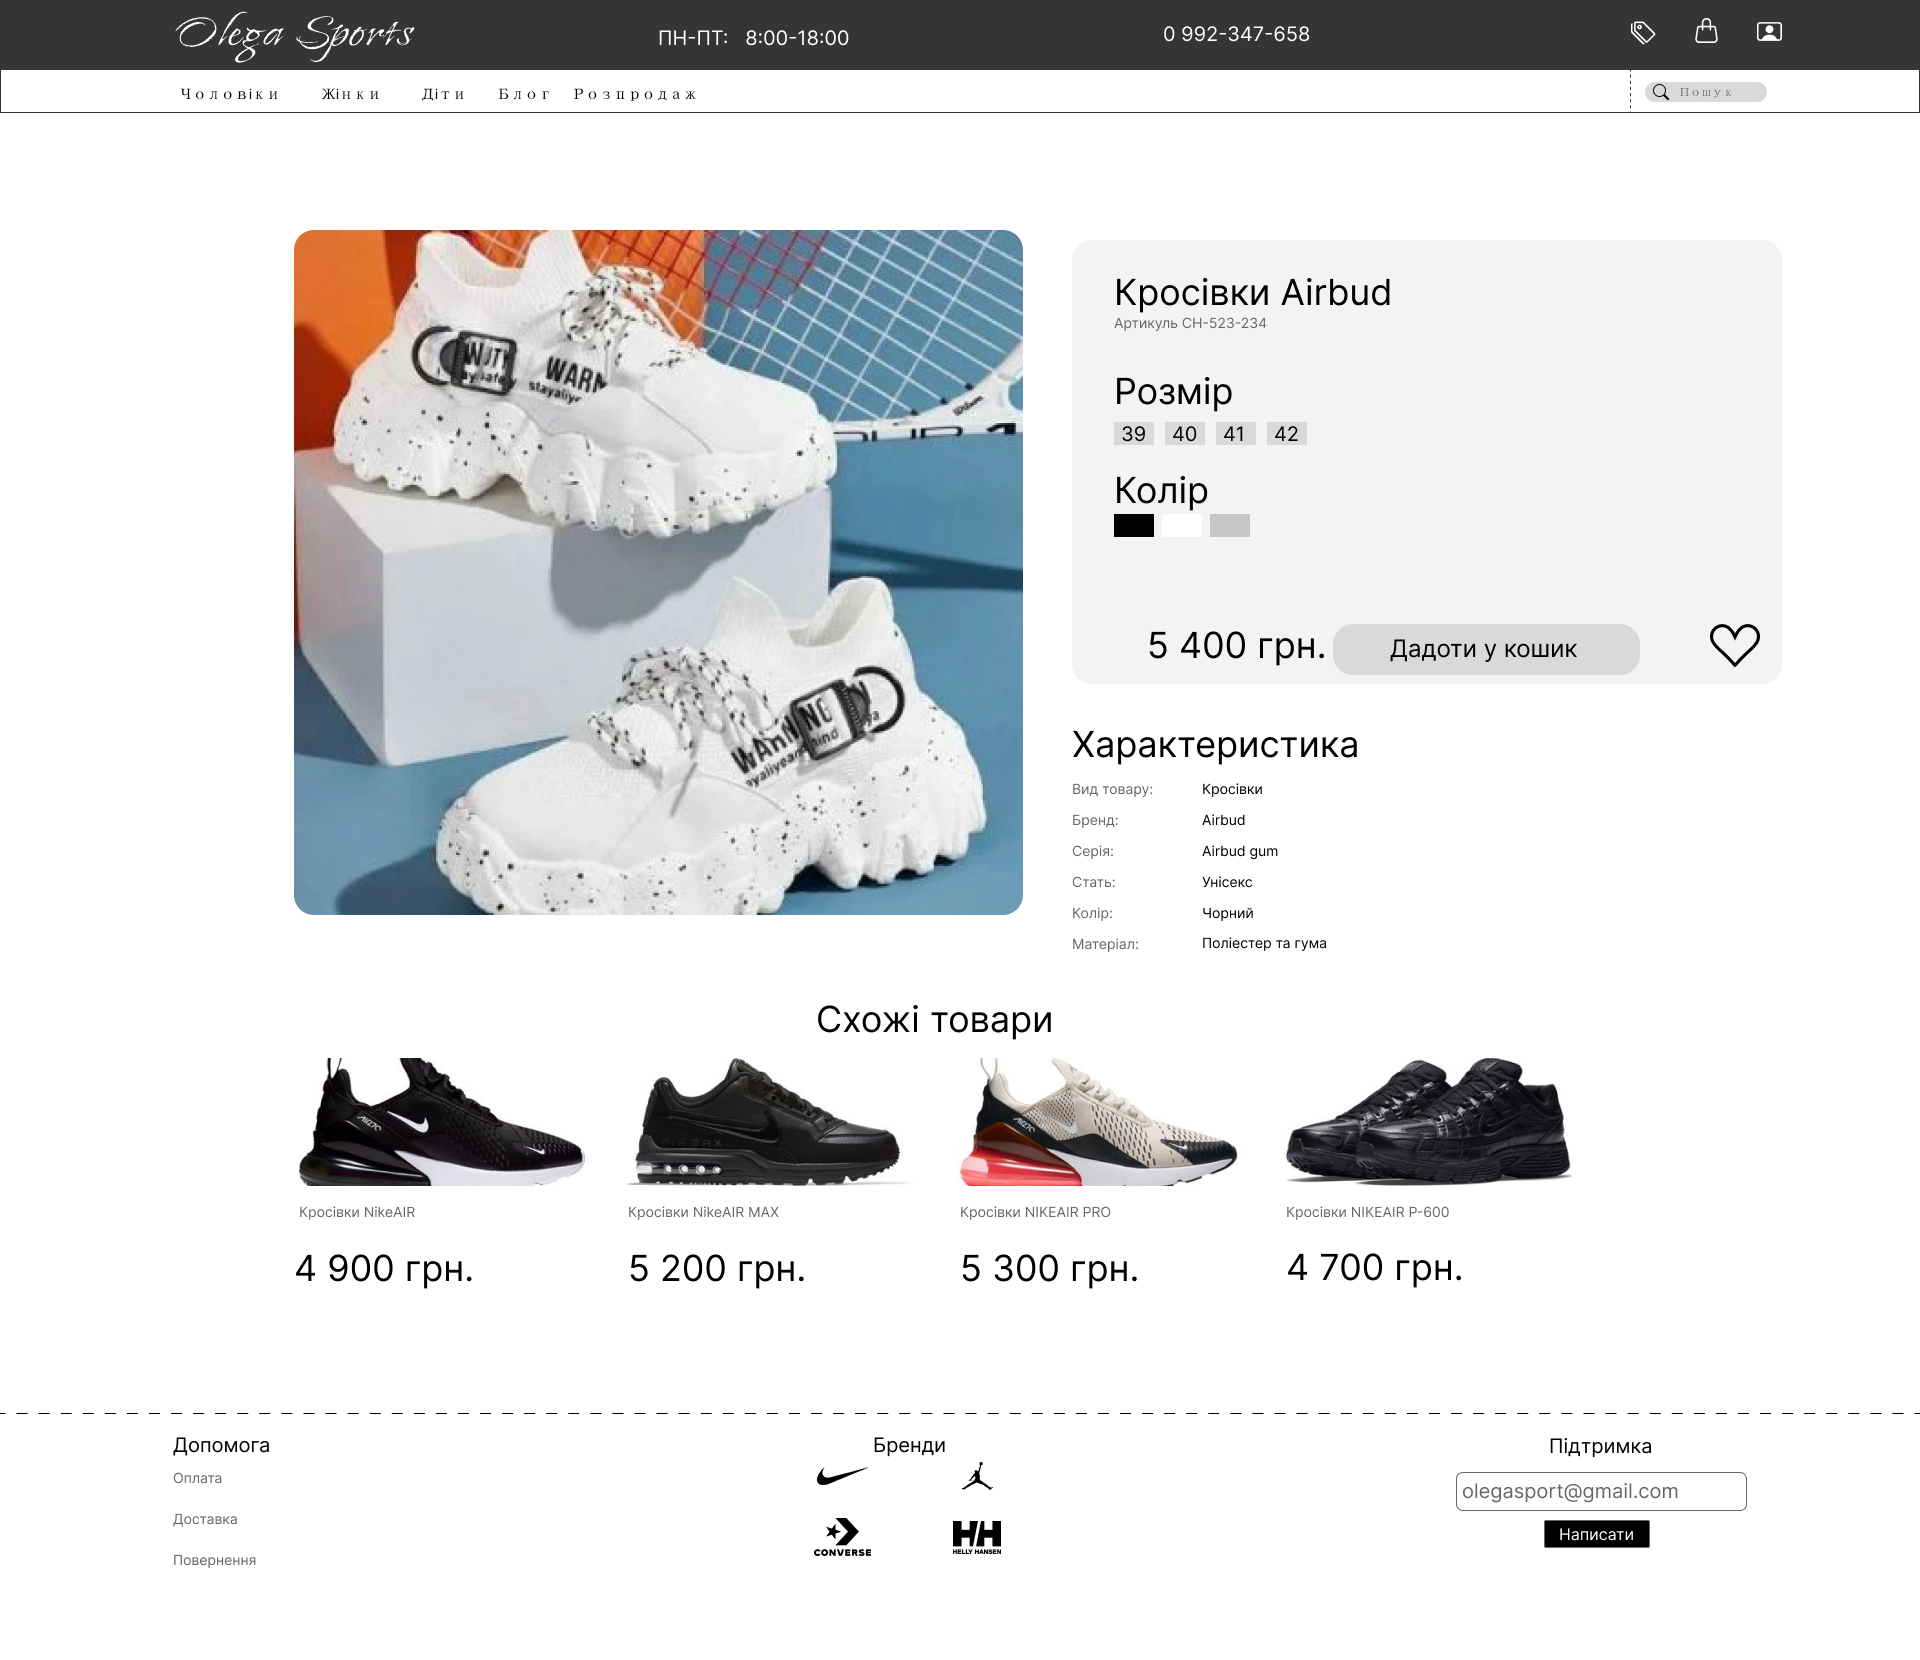 Olega Sports
ПН-ПТ: 8:00-18:00
0 992-347-658
Чоловіки Жінки Діти Блог Розпродаж
Пошук
WARN
stayaliye
Wilson
Кросівки Airbud
Артикуль CH-523-234
Розмір
39 40 41 42
Колір
5 400 грн.
Дадоти у кошик
Характеристика
Вид товару: Кросівки
Бренд: Airbud
Серія: Airbud gum
Стать: Унісекс
Колір: Чорний
Матеріал: Поліестер та гума
Схожі товари
Кросівки NikeAIR
Кросівки NikeAIR MAX
Кросівки NIKEAIR PRO
Кросівки NIKEAIR P-600
4 900 грн.
5 200 грн.
5 300 грн.
4 700 грн.
Допомога
Оплата
Доставка
Повернення
Бренди
CONVERSE
HH
HELLY HANSEN
Підтримка
olegasport@gmail.com
Написати